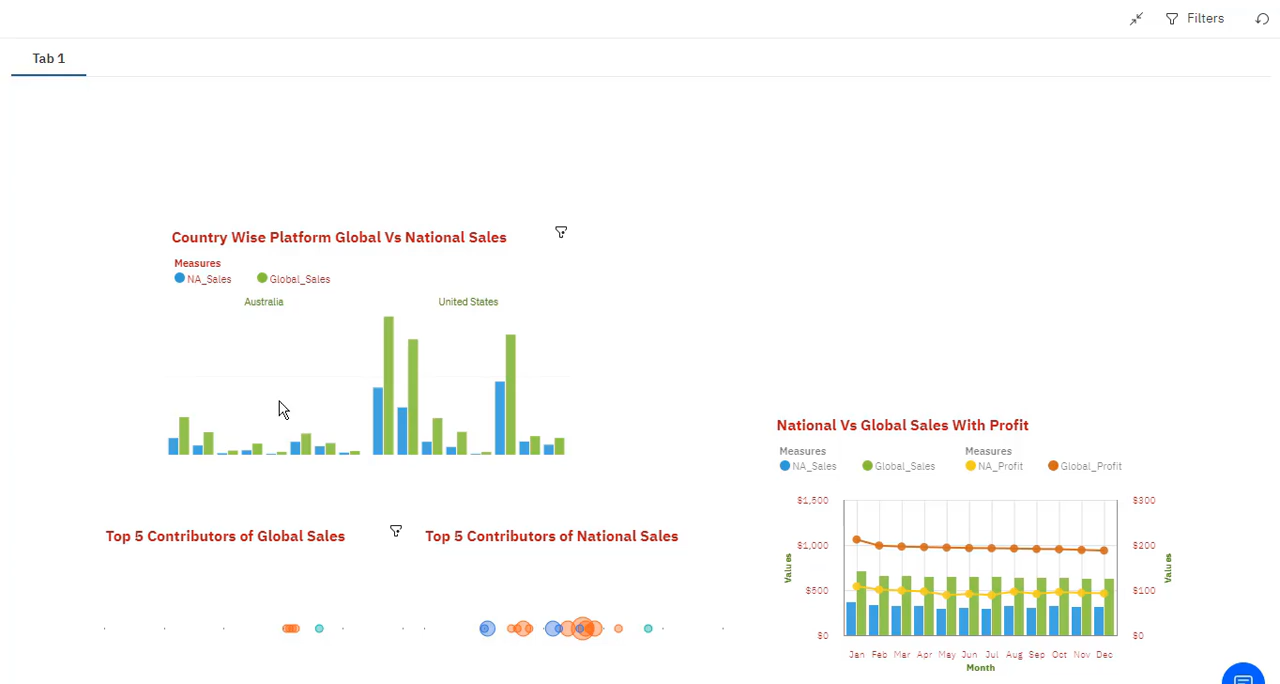 Filters
Tab 1
Country Wise Platform Global Vs National Sales
Measures
NA_Sales Global_Sales
Australia United States
Top 5 Contributors of Global Sales
Top 5 Contributors of National Sales
National Vs Global Sales With Profit
Measures Measures
NA_Sales Global_Sales NA_Profit Global_Profit
$1,500 $300
$1,000 $200
Values Values
$500 $100
$0 $0
Jan Feb Mar Apr May Jun Jul Aug Sep Oct Nov Dec
Month